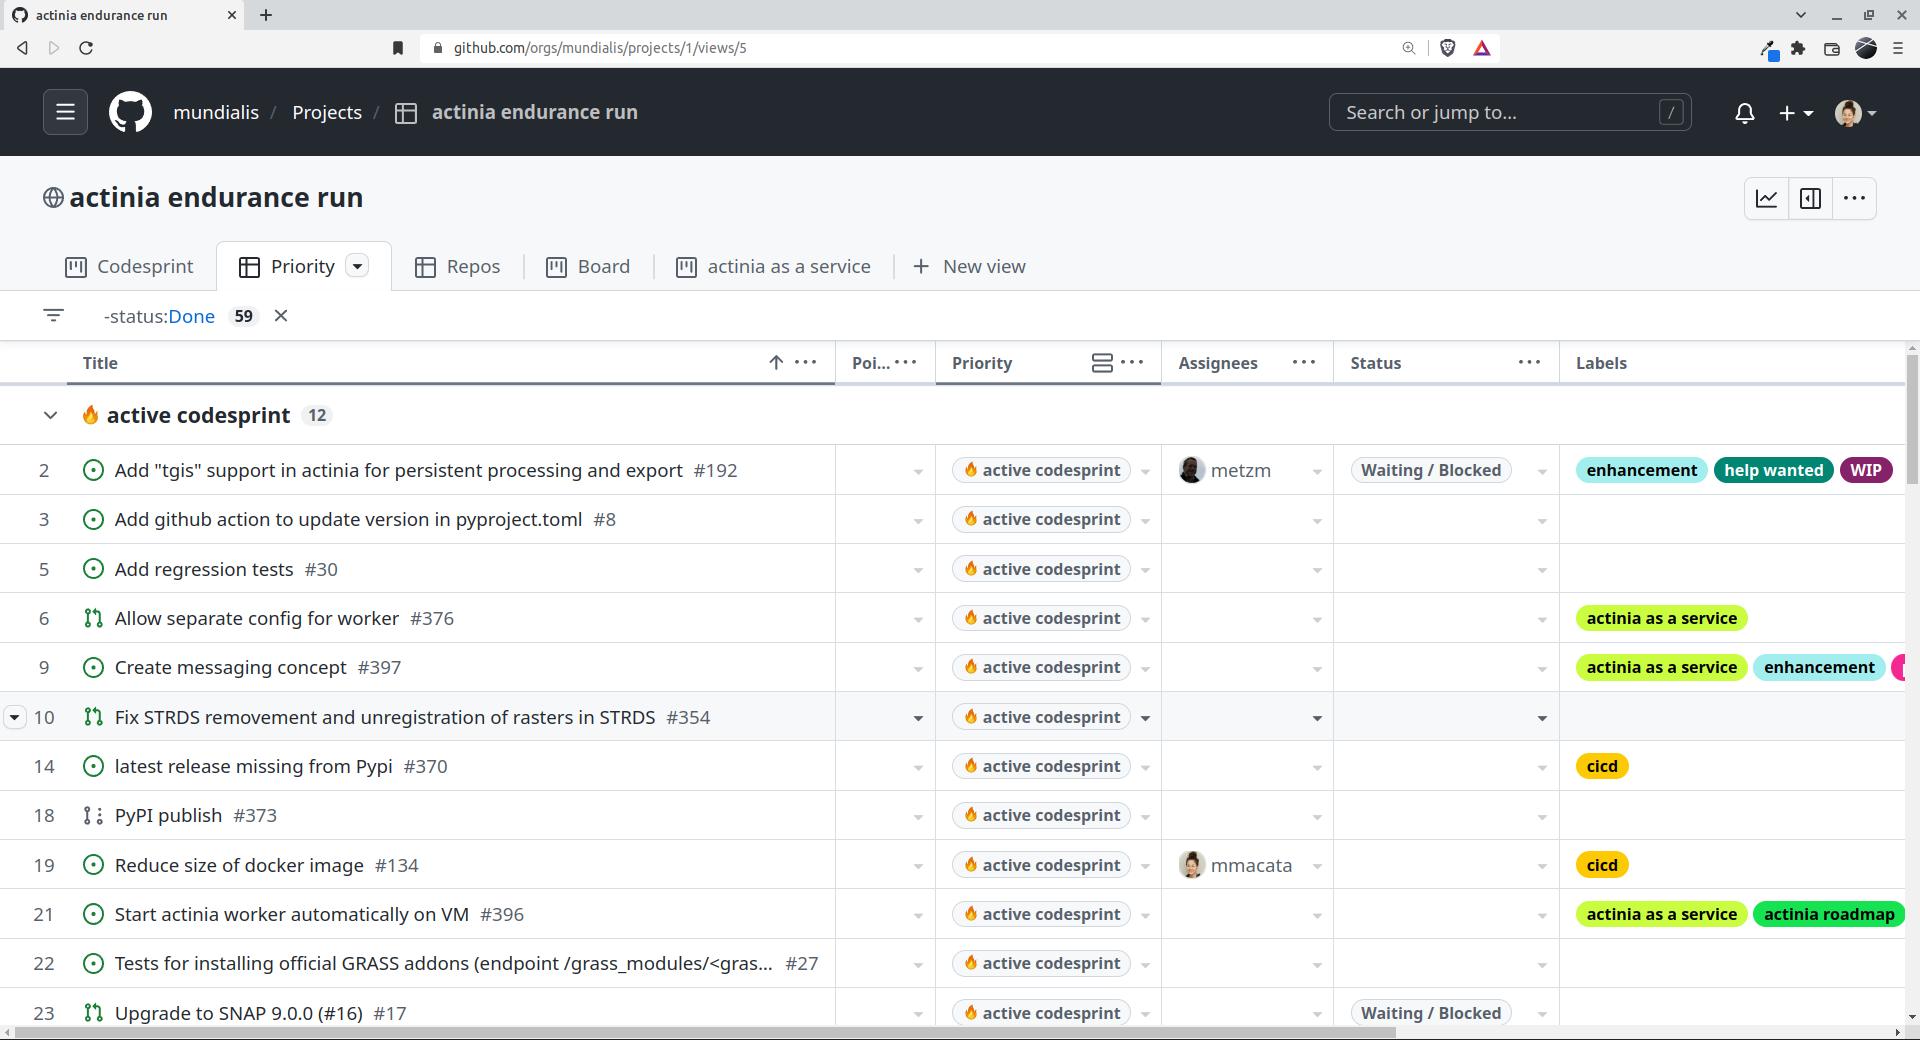 actinia endurance run
github.com/orgs/mundialis/projects/1/views/5
mundialis / Projects / actinia endurance run
Search or jump to... /
actinia endurance run
Codesprint
Priority
Repos
Board
actinia as a service
New view
-status:Done 59
Title Poi... Priority Assignees Status Labels
active codesprint 12
2 Add "tgis" support in actinia for persistent processing and export #192 active codesprint metzm Waiting / Blocked enhancement help wanted WIP
3 Add github action to update version in pyproject.toml #8 active codesprint
5 Add regression tests #30 active codesprint
6 Allow separate config for worker #376 active codesprint actinia as a service
9 Create messaging concept #397 active codesprint actinia as a service enhancement
10 Fix STRDS removement and unregistration of rasters in STRDS #354 active codesprint
14 latest release missing from Pypi #370 active codesprint cicd
18 PyPI publish #373 active codesprint
19 Reduce size of docker image #134 active codesprint mmacata cicd
21 Start actinia worker automatically on VM #396 active codesprint actinia as a service actinia roadmap
22 Tests for installing official GRASS addons (endpoint /grass_modules/<gras... #27 active codesprint
23 Upgrade to SNAP 9.0.0 (#16) #17 active codesprint Waiting / Blocked